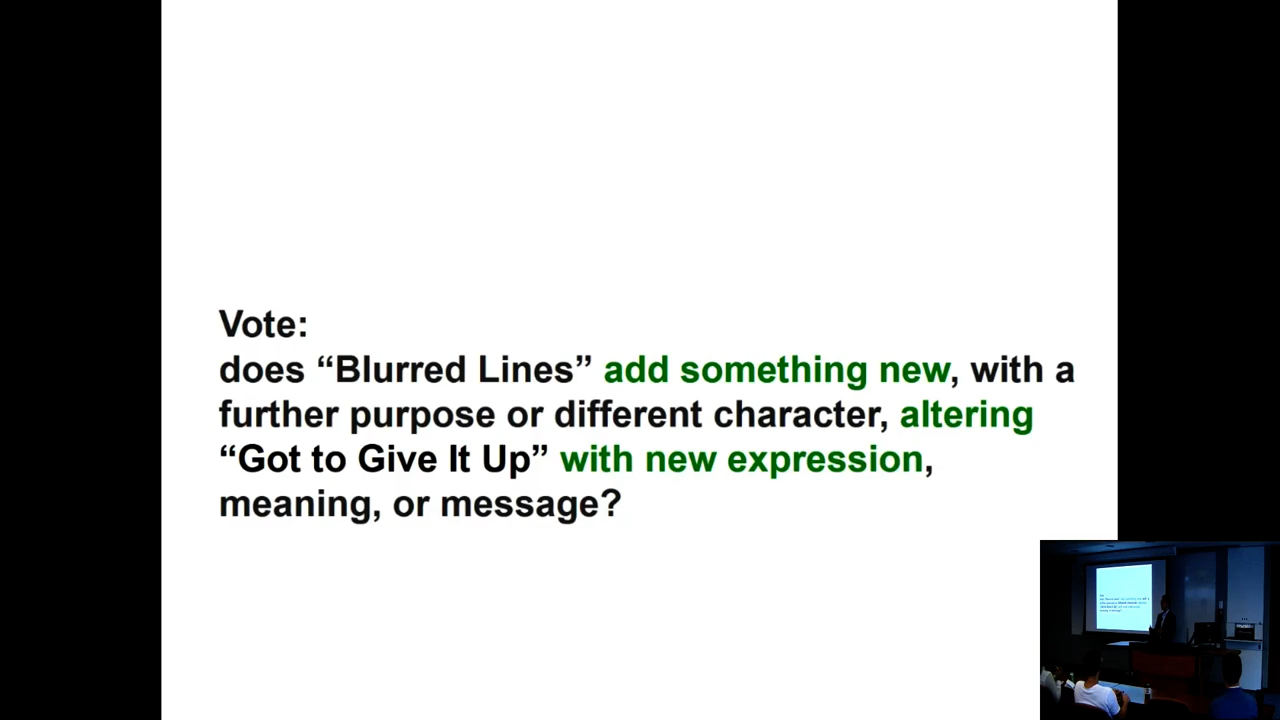 Vote:
does “Blurred Lines” add something new, with a
further purpose or different character, altering
“Got to Give It Up” with new expression,
meaning, or message?